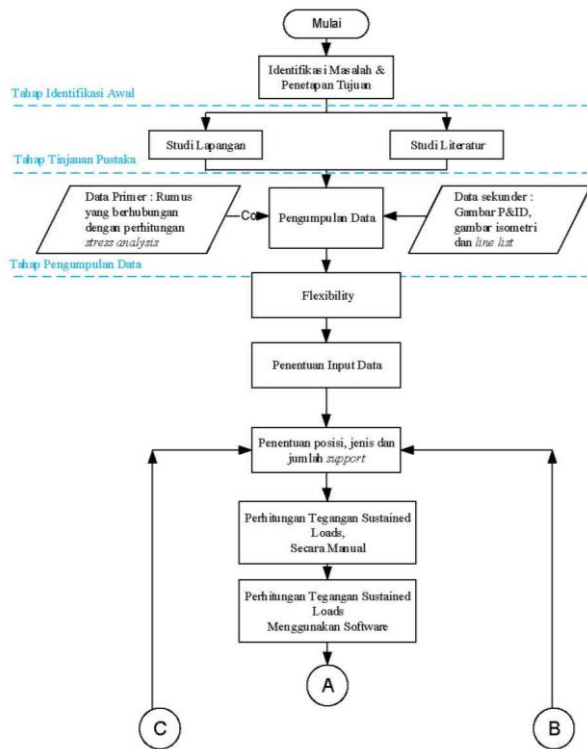 Mulai
Identifikasi Masalah &
Penetapan Tujuan
Tahap Identifikasi Awal
Studi Lapangan
Studi Literatur
Tahap Tinjauan Pustaka
Data Primer : Rumus
yang berhubungan
dengan perhitungan
stress analysis
Co
Pengumpulan Data
Data sekunder :
Gambar P&ID,
gambar isometri
dan line list
Tahap Pengumpulan Data
Flexibility
Penentuan Input Data
Penentuan posisi, jenis dan
jumlah support
Perhitungan Tegangan Sustained
Loads,
Secara Manual
Perhitungan Tegangan Sustained
Loads
Menggunakan Software
A
C
B